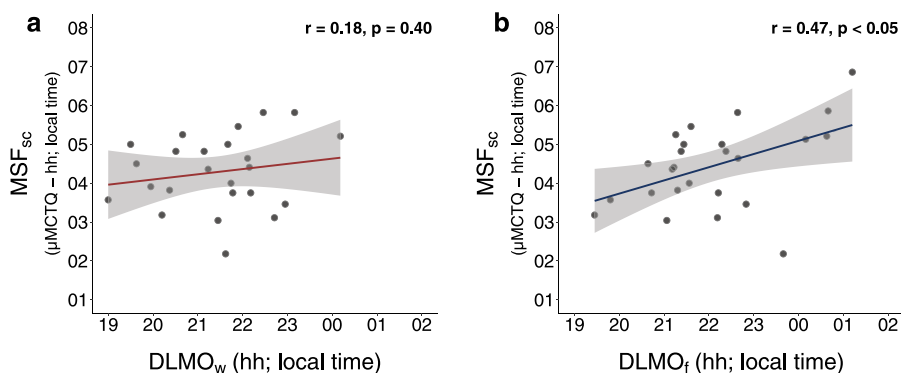 a
r = 0.18, p = 0.40
MSFsc
(µMCTQ – hh; local time)
08
07
06
05
04
03
02
01
19 20 21 22 23 00 01 02
DLMOw (hh; local time)
b
r = 0.47, p < 0.05
MSFsc
(µMCTQ – hh; local time)
08
07
06
05
04
03
02
01
19 20 21 22 23 00 01 02
DLMOf (hh; local time)